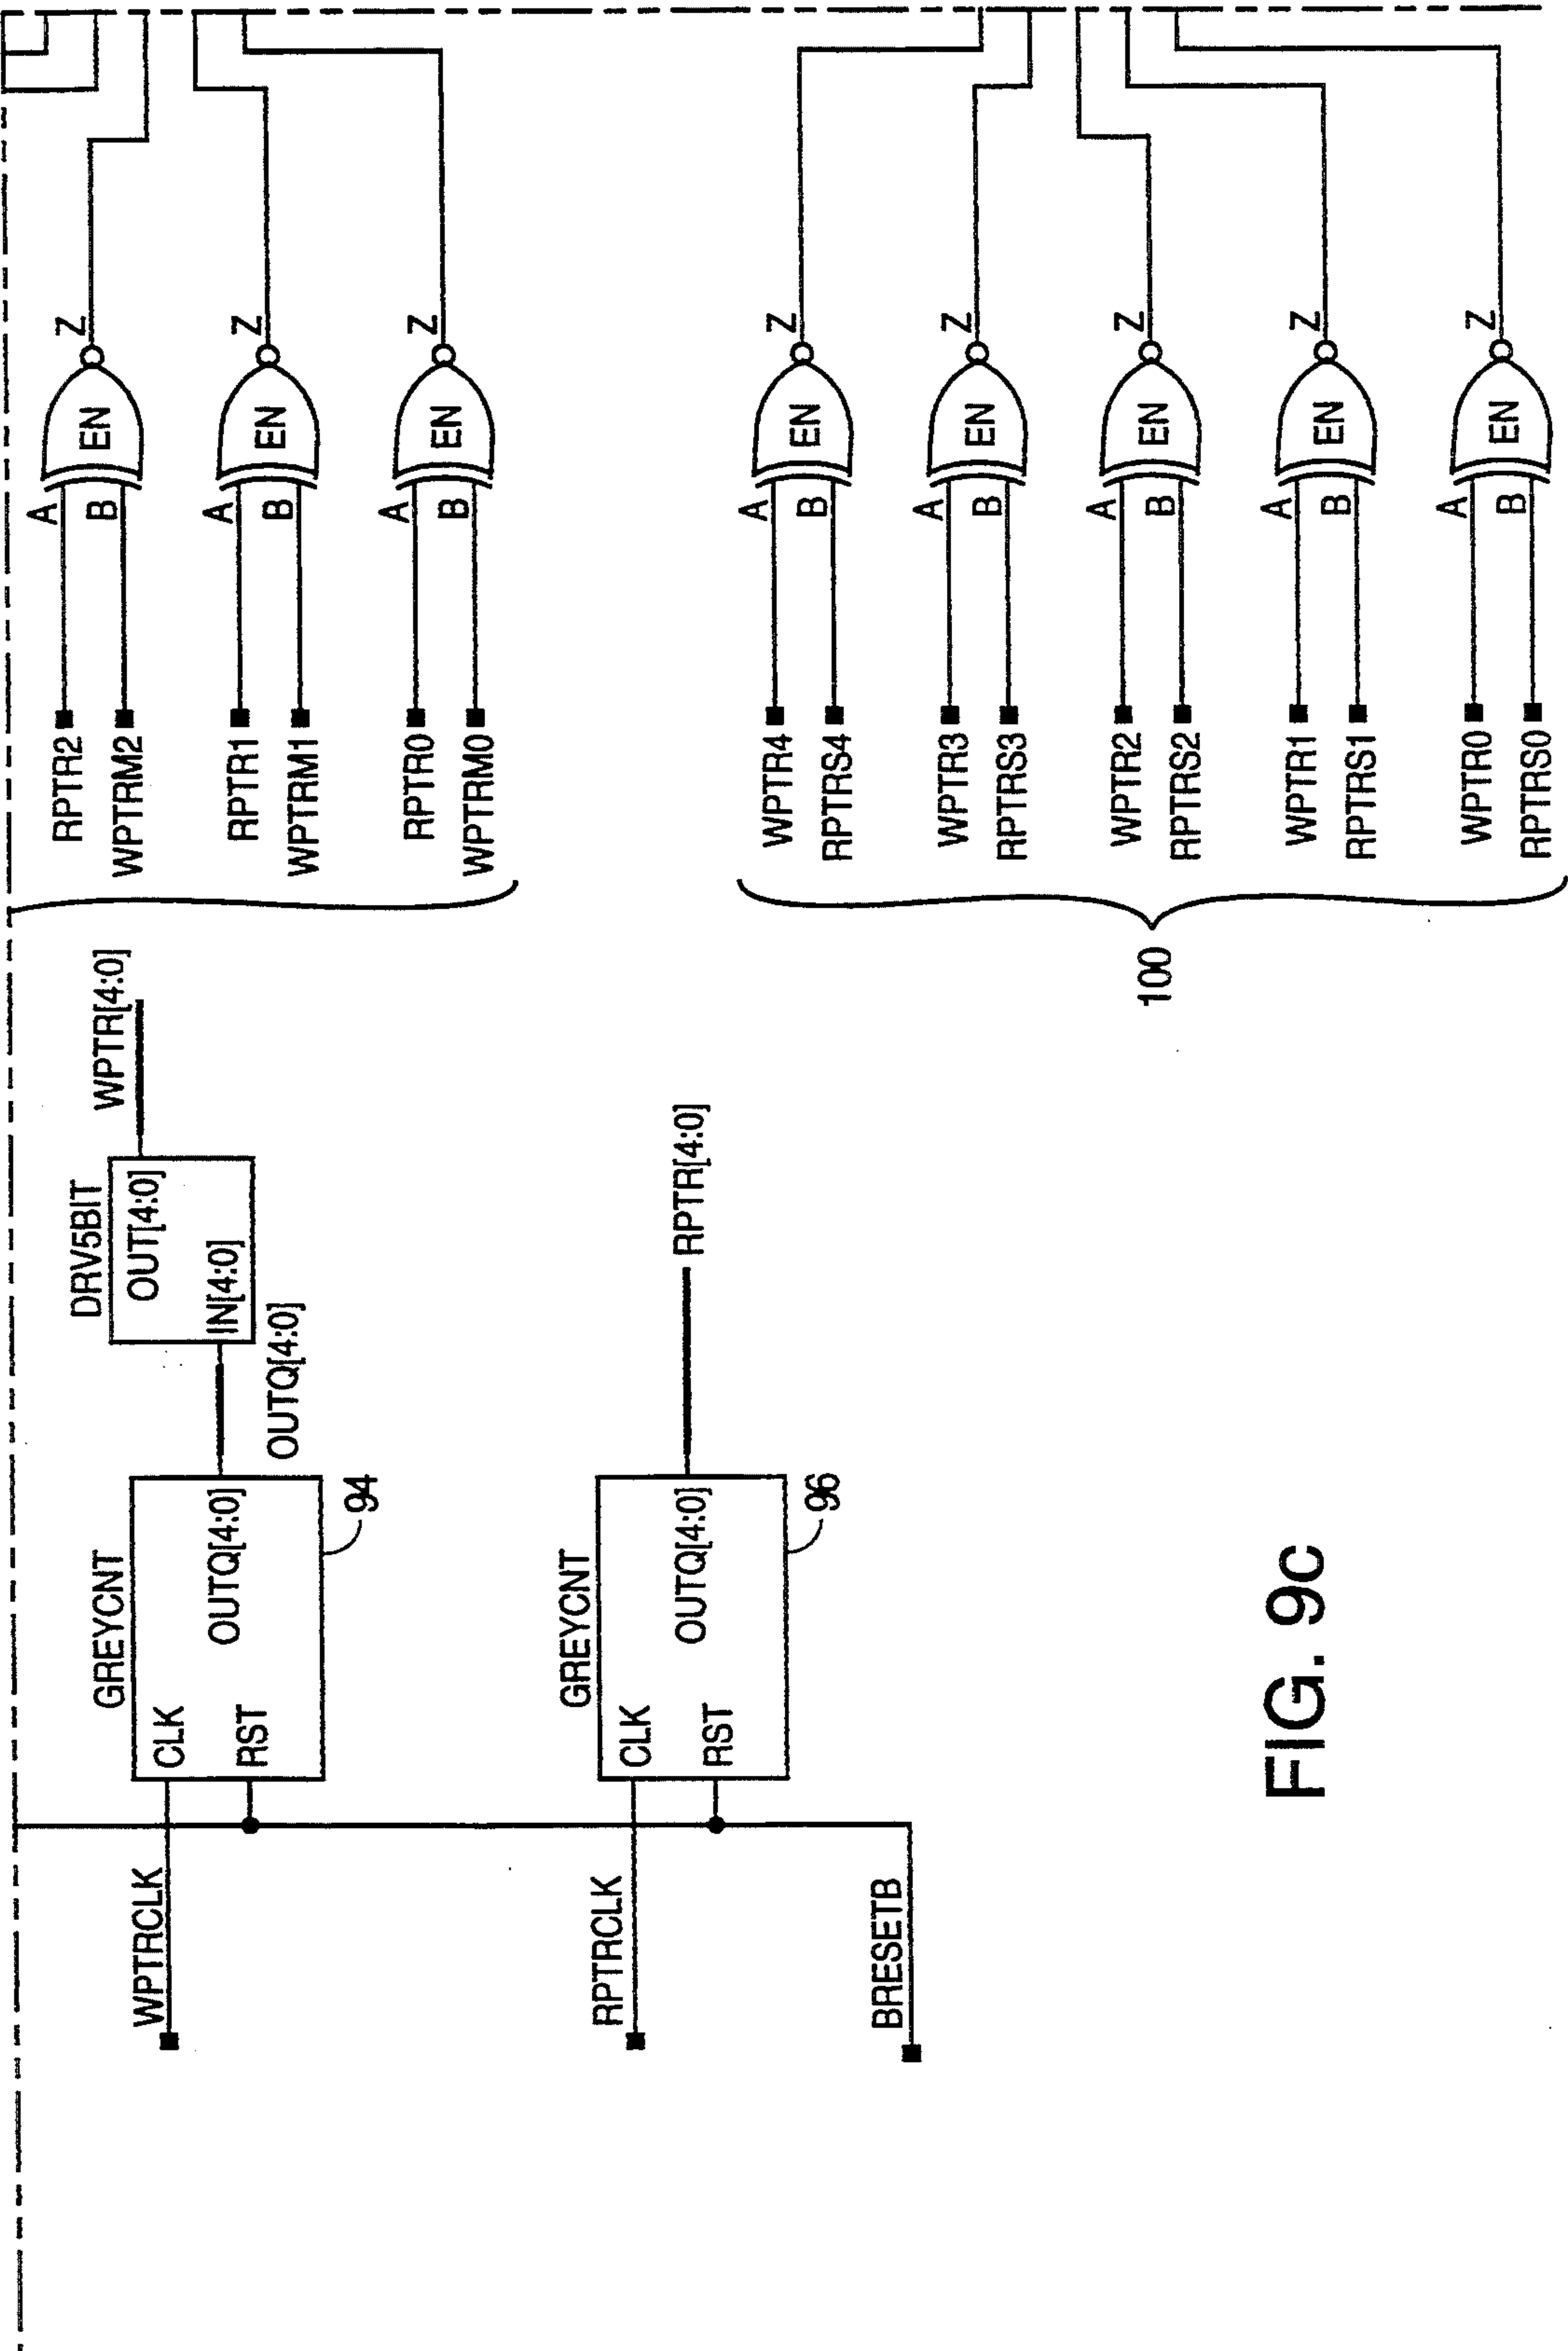 WPTRCLK
GREYCNT
CLK
RST
OUTQ[4:0]
94
OUTQ[4:0]
DRV5BIT
IN[4:0]
OUT[4:0]
WPTR[4:0]
RPTRCLK
GREYCNT
CLK
RST
OUTQ[4:0]
96
RPTR[4:0]
BRESETB
RPTR2
A
WPTRM2
B
EN
Z
RPTR1
A
WPTRM1
B
EN
Z
RPTR0
A
WPTRM0
B
EN
Z
100
WPTR4
A
RPTRS4
B
EN
Z
WPTR3
A
RPTRS3
B
EN
Z
WPTR2
A
RPTRS2
B
EN
Z
WPTR1
A
RPTRS1
B
EN
Z
WPTR0
A
RPTRS0
B
EN
Z
FIG. 9c